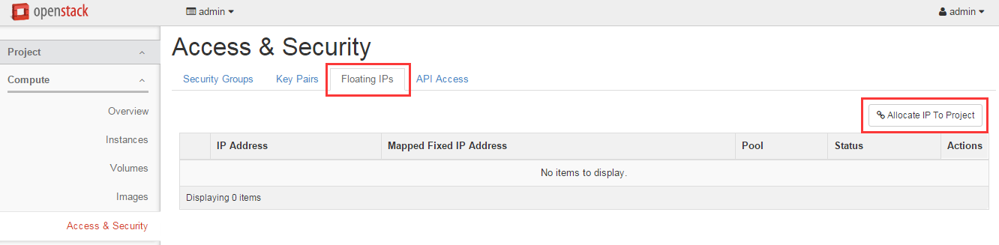 openstack admin admin
Project
Compute
Overview
Instances
Volumes
Images
Access & Security
Access & Security
Security Groups Key Pairs Floating IPs API Access
Allocate IP To Project
IP Address Mapped Fixed IP Address Pool Status Actions
No items to display.
Displaying 0 items